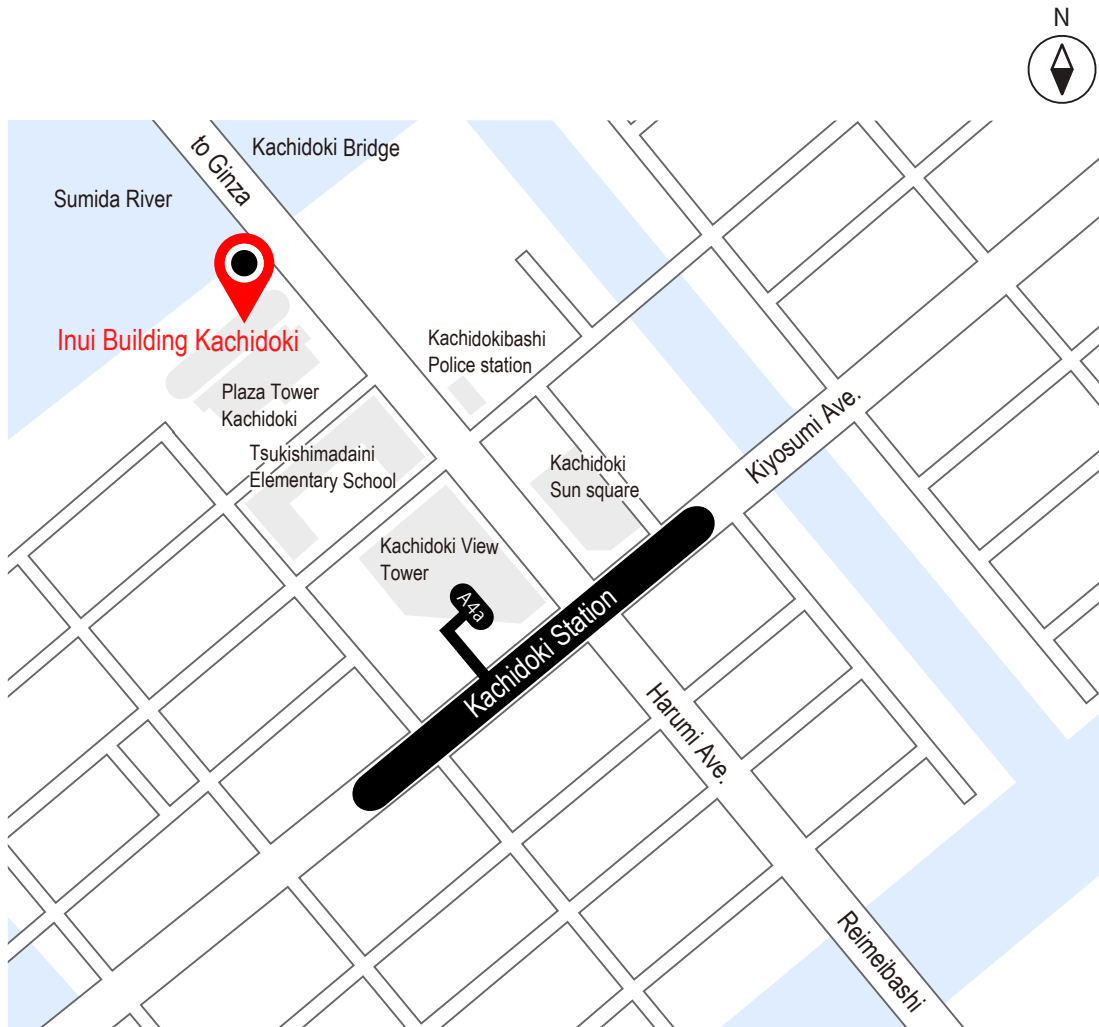 N
to Ginza
Kachidoki Bridge
Sumida River
Inui Building Kachidoki
Kachidokibashi
Police station
Plaza Tower
Kachidoki
Kiyosumi Ave.
Tsukishimadaini
Elementary School
Kachidoki
Sun square
Kachidoki View
Tower
A4a
Kachidoki Station
Harumi Ave.
Reimeibashi